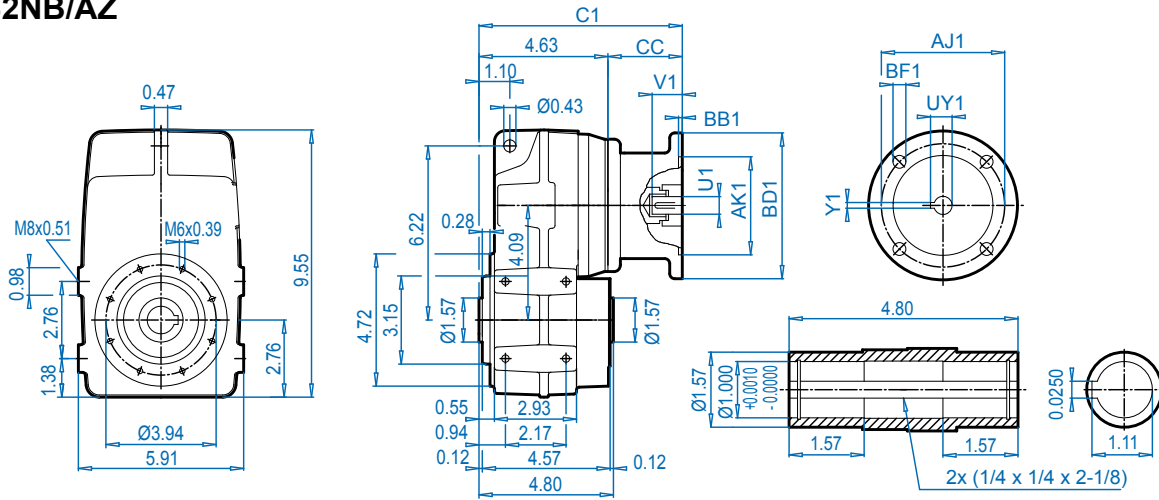 2NB/AZ
0.47
M8x0.51
M6x0.39
0.98
2.76
1.38
9.55
2.76
Ø3.94
5.91
C1
4.63
CC
1.10
V1
Ø0.43
BB1
6.22
0.28
4.09
U1
AK1
BD1
4.72
3.15
Ø1.57
Ø1.57
0.55
2.93
0.94
2.17
0.12
4.57
0.12
4.80
AJ1
BF1
UY1
Y1
4.80
Ø1.57
Ø1.000
+0.0010
- 0.0000
1.57
1.57
0.0250
1.11
2x (1/4 x 1/4 x 2-1/8)